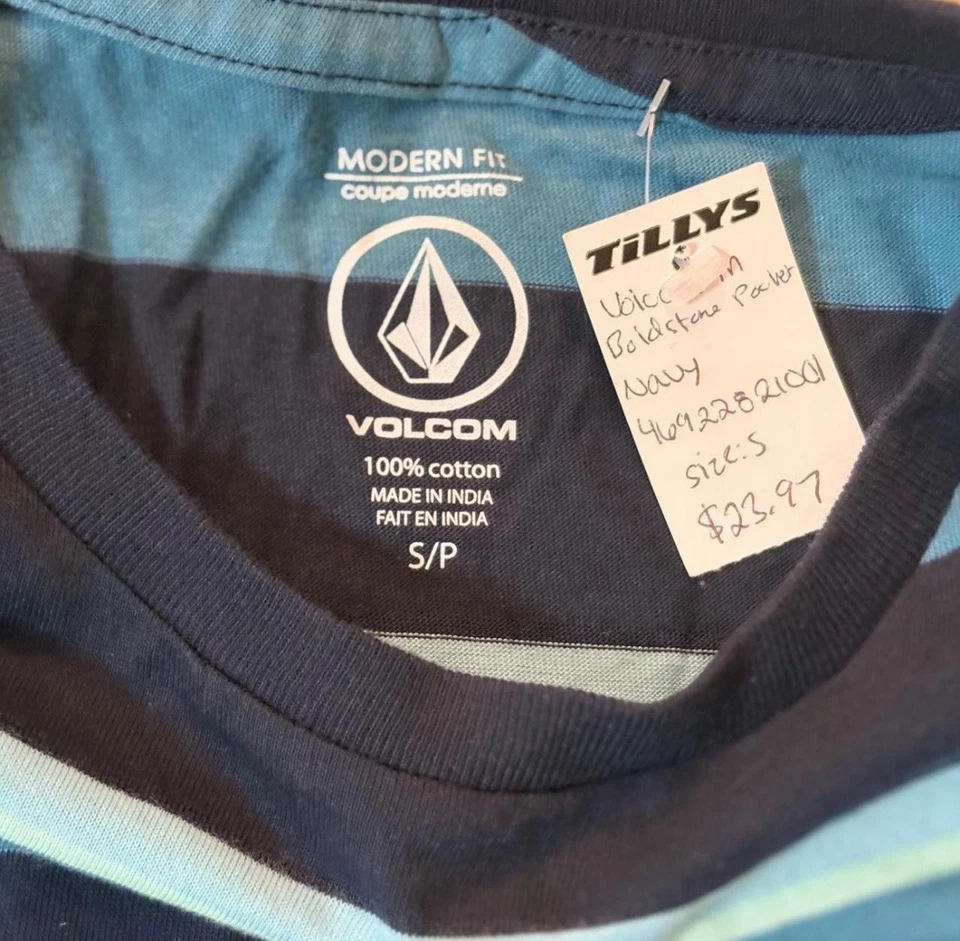 MODERN FIT
coupe moderne
VOLCOM
100% cotton
MADE IN INDIA
FAIT EN INDIA
S/P
TiLLYS
Boldstone Pocket
Navy
46922821001
size: S
$23.97